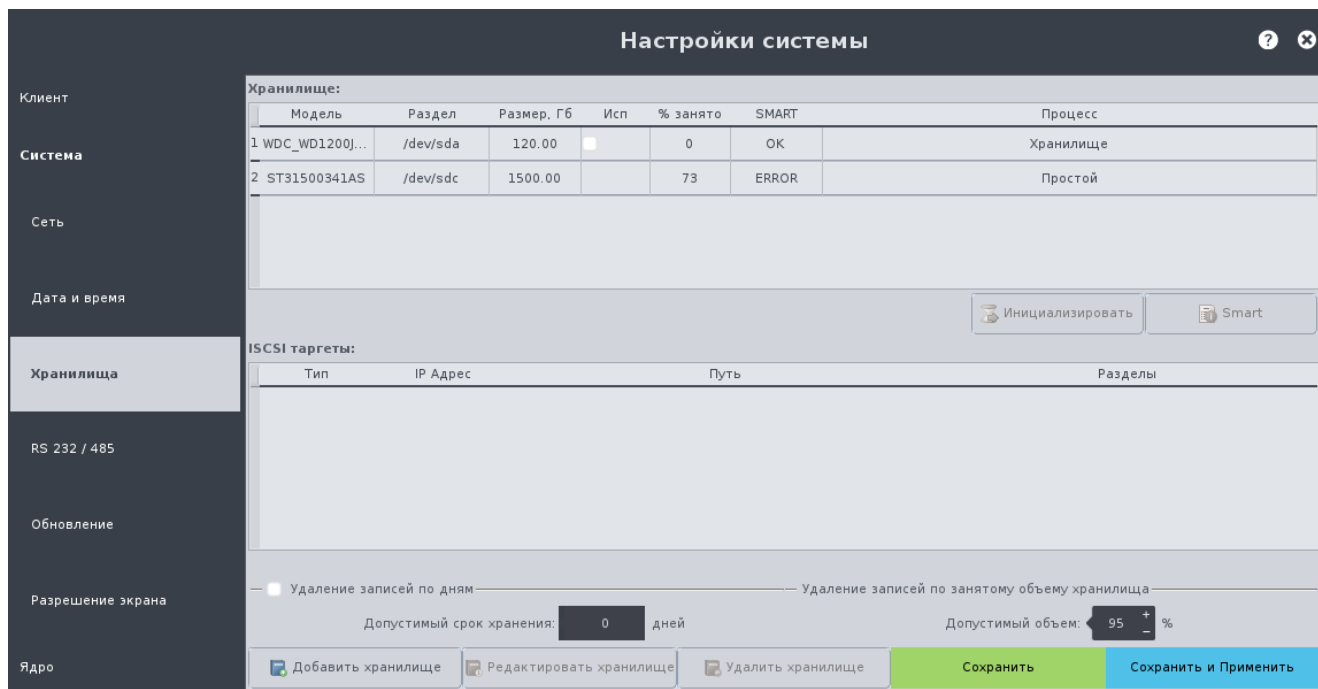 Настройки системы
?
Клиент
Система
Сеть
Дата и время
Хранилища
RS 232 / 485
Обновление
Разрешение экрана
Ядро
Хранилище:
Модель Раздел Размер, Гб Исп % занято SMART Процесс
1 WDC_WD1200J... /dev/sda 120.00 0 OK Хранилище
2 ST31500341AS /dev/sdc 1500.00 73 ERROR Простой
Инициализировать Smart
ISCSI таргеты:
Тип IP Адрес Путь Разделы
Удаление записей по дням Удаление записей по занятому объему хранилища
Допустимый срок хранения: 0 дней Допустимый объем: 95 + − %
Добавить хранилище Редактировать хранилище Удалить хранилище Сохранить Сохранить и Применить